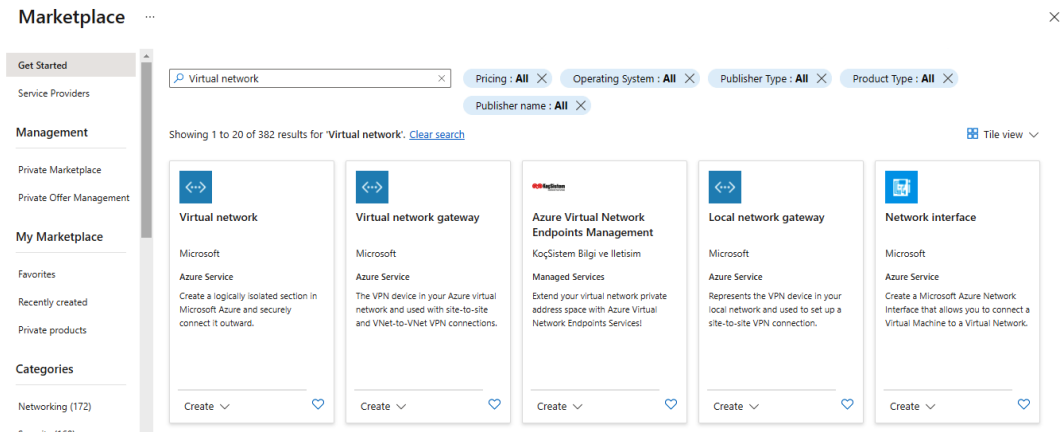 Marketplace ...
Get Started
Service Providers
Management
Private Marketplace
Private Offer Management
My Marketplace
Favorites
Recently created
Private products
Categories
Networking (172)
Virtual network
Pricing : All
Operating System : All
Publisher Type : All
Product Type : All
Publisher name : All
Showing 1 to 20 of 382 results for 'Virtual network'. Clear search
Tile view
Virtual network
Microsoft
Azure Service
Create a logically isolated section in
Microsoft Azure and securely
connect it outward.
Create
Virtual network gateway
Microsoft
Azure Service
The VPN device in your Azure virtual
network and used with site-to-site
and VNet-to-VNet VPN connections.
Create
KoçSistem
Azure Virtual Network
Endpoints Management
KoçSistem Bilgi ve Iletisim
Managed Services
Extend your virtual network private
address space with Azure Virtual
Network Endpoints Services!
Create
Local network gateway
Microsoft
Azure Service
Represents the VPN device in your
local network and used to set up a
site-to-site VPN connection.
Create
Network interface
Microsoft
Azure Service
Create a Microsoft Azure Network
Interface that allows you to connect a
Virtual Machine to a Virtual Network.
Create